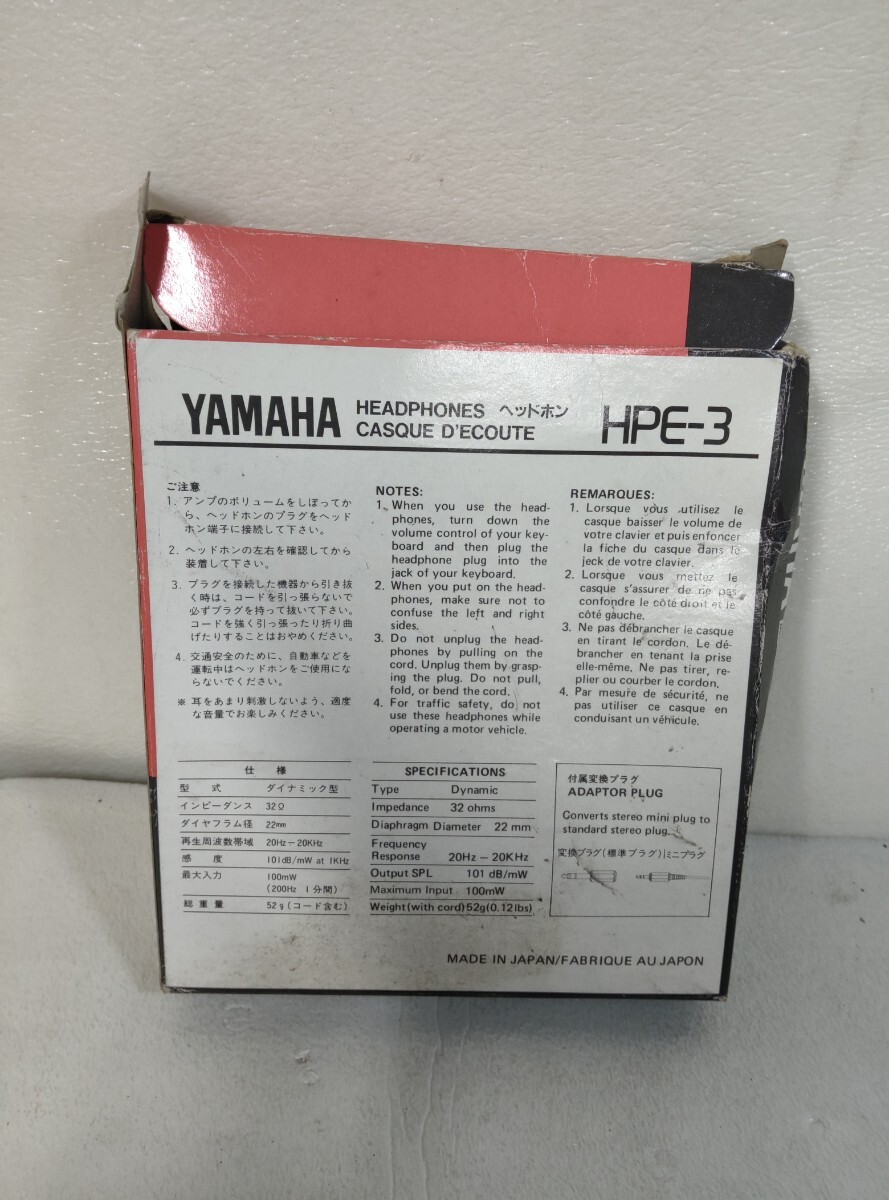 YAMAHA HEADPHONES ヘッドホン HPE-3
CASQUE D'ECOUTE
ご注意
1. アンプのボリュームをしぼってか
ら、ヘッドホンのプラグをヘッド
ホン端子に接続して下さい。
2. ヘッドホンの左右を確認してから
装着して下さい。
3. プラグを接続した機器から引き抜
く時は、コードを引っ張らないで
必ずプラグを持って抜いて下さい。
コードを強く引っ張ったり折り曲
げたりすることはおやめください。
4. 交通安全のために、自動車などを
運転中はヘッドホンをご使用にな
らないでください。
※ 耳をあまり刺激しないよう、適度
な音量でお楽しみください。
NOTES:
1. When you use the head-
phones, turn down the
volume control of your key-
board and then plug the
headphone plug into the
jack of your keyboard.
2. When you put on the head-
phones, make sure not to
confuse the left and right
sides.
3. Do not unplug the head-
phones by pulling on the
cord. Unplug them by grasp-
ing the plug. Do not pull,
fold, or bend the cord.
4. For traffic safety, do not
use these headphones while
operating a motor vehicle.
REMARQUES:
1. Lorsque vous utilisez le
casque baisser le volume de
votre clavier et puis enfoncer
la fiche du casque dans le
jeck de votre clavier.
2. Lorsque vous mettez le
casque s'assurer de ne pas
confondre le côté droit et le
côté gauche.
3. Ne pas débrancher le casque
en tirant le cordon. Le dé-
brancher en tenant la prise
elle-même. Ne pas tirer, re-
plier ou courber le cordon.
4. Par mesure de sécurité, ne
pas utiliser ce casque en
conduisant un véhicule.
仕 様
型 式 ダイナミック型
インピーダンス 32Ω
ダイヤフラム径 22mm
再生周波数帯域 20Hz－20KHz
感 度 101dB/mW at 1KHz
最大入力 100mW
(200Hz 1分間)
総重量 52g(コード含む)
SPECIFICATIONS
Type Dynamic
Impedance 32 ohms
Diaphragm Diameter 22 mm
Frequency
Response 20Hz – 20KHz
Output SPL 101 dB/mW
Maximum Input 100mW
Weight(with cord)52g(0.12lbs)
付属変換プラグ
ADAPTOR PLUG
Converts stereo mini plug to
standard stereo plug.
変換プラグ(標準プラグ)|ミニプラグ
MADE IN JAPAN/FABRIQUE AU JAPON